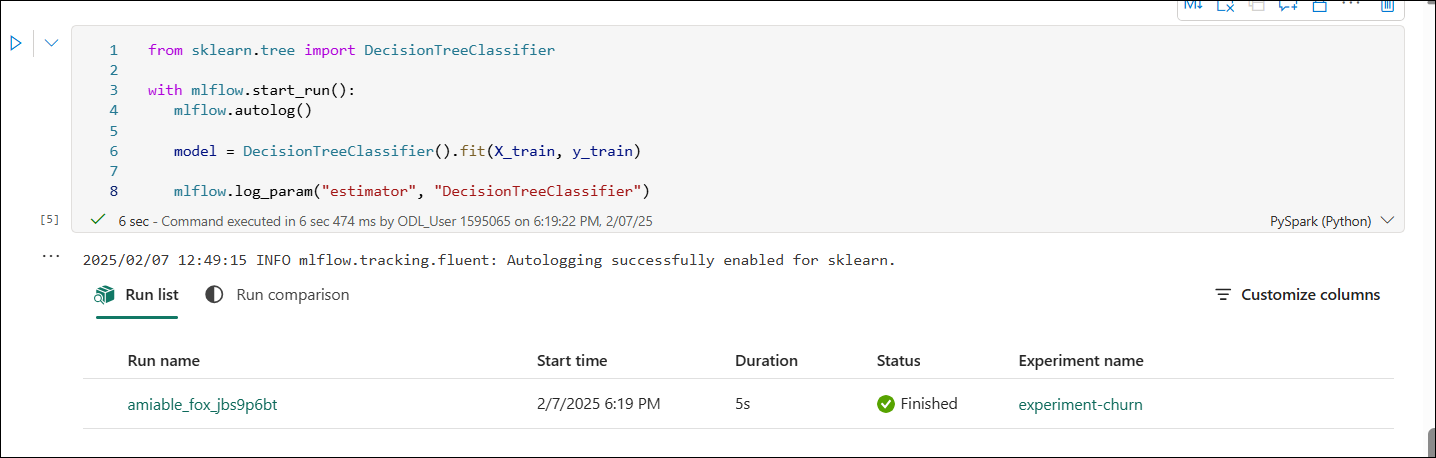 M↓
1 from sklearn.tree import DecisionTreeClassifier
2
3 with mlflow.start_run():
4 mlflow.autolog()
5
6 model = DecisionTreeClassifier().fit(X_train, y_train)
7
8 mlflow.log_param("estimator", "DecisionTreeClassifier")
[5] 6 sec - Command executed in 6 sec 474 ms by ODL_User 1595065 on 6:19:22 PM, 2/07/25 PySpark (Python)
2025/02/07 12:49:15 INFO mlflow.tracking.fluent: Autologging successfully enabled for sklearn.
Run list Run comparison Customize columns
Run name Start time Duration Status Experiment name
amiable_fox_jbs9p6bt 2/7/2025 6:19 PM 5s Finished experiment-churn